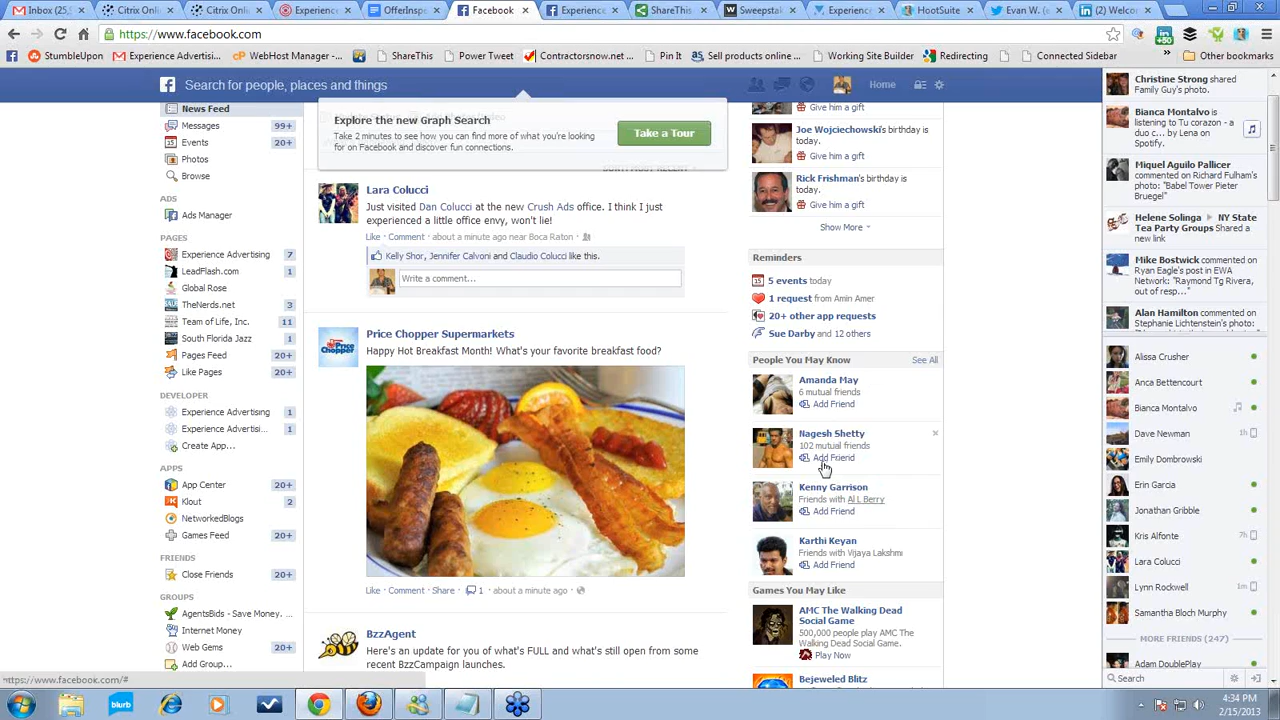 Inbox (251
Citrix Onli
Citrix Onli
Experience
OfferInsp
Facebook
Experience
ShareThis
Sweepstak
Experience
HootSuite
Evan W. (
Welcome
https://www.facebook.com
StumbleUpon
WebHost Manager
ShareThis
Blog Power Tweet
Contractorsnow.net
Pin It
Alexa: Sell products online
Working Site Builder
Redirecting
Connected Sidebar
Other bookmarks
Search for people, places and things
Home
News Feed
Messages 99+
Events 20+
Photos
Browse
ADS
Ads Manager
PAGES
Experience Advertising 7
LeadFlash.com 1
Global Rose
TheNerds.net 3
Team of Life, Inc. 11
South Florida Jazz
Pages Feed 20+
Like Pages 20+
DEVELOPER
Experience Advertising 1
Experience Advertisi... 1
Create App...
APPS
App Center
Klout 2
NetworkedBlogs
Games Feed 20+
FRIENDS
Close Friends 20+
GROUPS
AgentsBids - Save Money. ...
Internet Money
Web Gems 20+
Add Group...
https://www.facebook.com/#
Explore the new Graph Search
Take 2 minutes to see how you can find more of what you're looking
for on Facebook and discover fun connections.
Take a Tour
SORT: MOST RECENT
Lara Colucci
Just visited Dan Colucci at the new Crush Ads office. I think I just
experienced a little office envy, won't lie!
Like · Comment · about a minute ago near Boca Raton ·
Kelly Shor, Jennifer Calvoni and Claudio Colucci like this.
Write a comment...
Price Chopper Supermarkets
Happy Hot Breakfast Month! What's your favorite breakfast food?
Like · Comment · Share · 1 · about a minute ago ·
BzzAgent
Here's an update for you of what's FULL and what's still open from some
recent BzzCampaign launches.
Give him a gift
Joe Wojciechowski's birthday is
today.
Give him a gift
Rick Frishman's birthday is
today.
Give him a gift
Show More
Reminders
5 events today
1 request from Amin Amer
20+ other app requests
Sue Darby and 12 others
People You May Know
See All
Amanda May
6 mutual friends
Add Friend
Nagesh Shetty
102 mutual friends
Add Friend
Kenny Garrison
Friends with Al L Berry
Add Friend
Karthi Keyan
Friends with Vijaya Lakshmi
Add Friend
Games You May Like
AMC The Walking Dead
Social Game
500,000 people play AMC The
Walking Dead Social Game.
Play Now
Bejeweled Blitz
Christine Strong shared
Family Guy's photo.
Bianca Montalvo is
listening to Tu corazon - a
duo c... by Lena on
Spotify.
Miquel Aguilo Pallicer
commented on Richard
Fulham's photo: "Babel Tower Pieter
Bruegel"
Helene Solinga ▸ NY State
Tea Party Group shared a
new link
Mike Bostwick commented on
Ryan Eagle's post in EWA
Network: "Raymond Tg Rivera,
out of resp..."
Alan Hamilton commented on
Stephanie Lichtenstein's photo:
Alissa Crusher
Anca Bettencourt
Bianca Montalvo
Dave Newman 1h
Emily Dombrowski
Erin Garcia
Jonathan Gribble
Kris Alfonte 7h
Lara Colucci
Lynn Rockwell 1m
Samantha Bloch Murphy
MORE FRIENDS (247)
Adam DoublePlay
Search
blurb
4:34 PM
2/15/2013